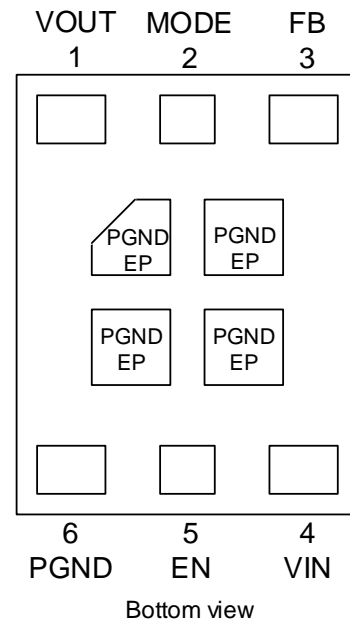 VOUT MODE FB
1 2 3
PGND PGND
EP EP
PGND PGND
EP EP
6 5 4
PGND EN VIN
Bottom view